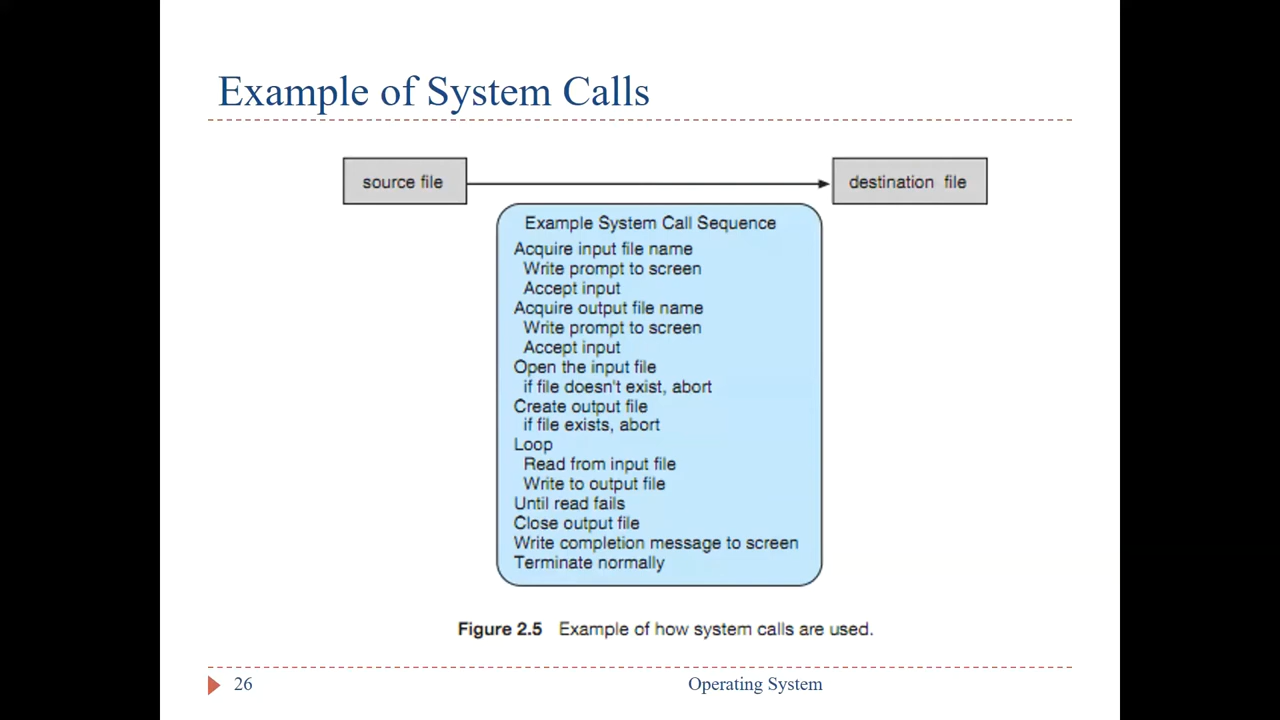 Example of System Calls
source file
destination file
Example System Call Sequence
Acquire input file name
Write prompt to screen
Accept input
Acquire output file name
Write prompt to screen
Accept input
Open the input file
if file doesn't exist, abort
Create output file
if file exists, abort
Loop
Read from input file
Write to output file
Until read fails
Close output file
Write completion message to screen
Terminate normally
Figure 2.5 Example of how system calls are used.
26
Operating System